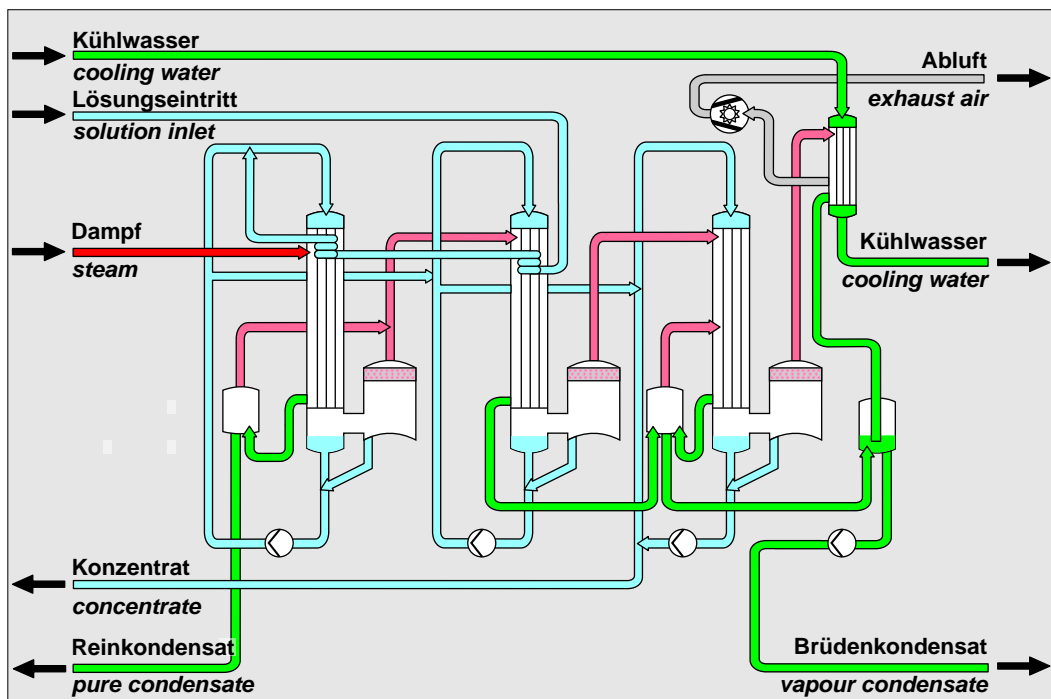 Kühlwasser
cooling water
Lösungseintritt
solution inlet
Abluft
exhaust air
Dampf
steam
Kühlwasser
cooling water
Konzentrat
concentrate
Reinkondensat
pure condensate
Brüdenkondensat
vapour condensate